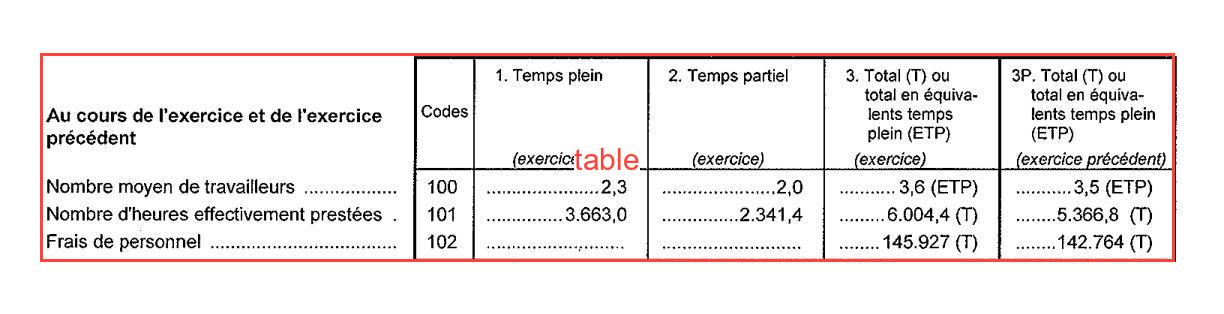 1. Temps plein 2. Temps partiel 3. Total (T) ou 3P. Total (T) ou
total en équiva- total en équiva-
Au cours de l'exercice et de l'exercice Codes lents temps lents temps plein
précédent plein (ETP) (ETP)
(exercice table (exercice) (exercice) (exercice précédent)
Nombre moyen de travailleurs .................. 100 ......................2,3 ......................2,0 ..........3,6 (ETP) ..........3,5 (ETP)
Nombre d'heures effectivement prestées . 101 ..............3.663,0 ...............2.341,4 ........6.004,4 (T) ........5.366,8 (T)
Frais de personnel ................................... 102 ........................... ........................... ........145.927 (T) ........142.764 (T)